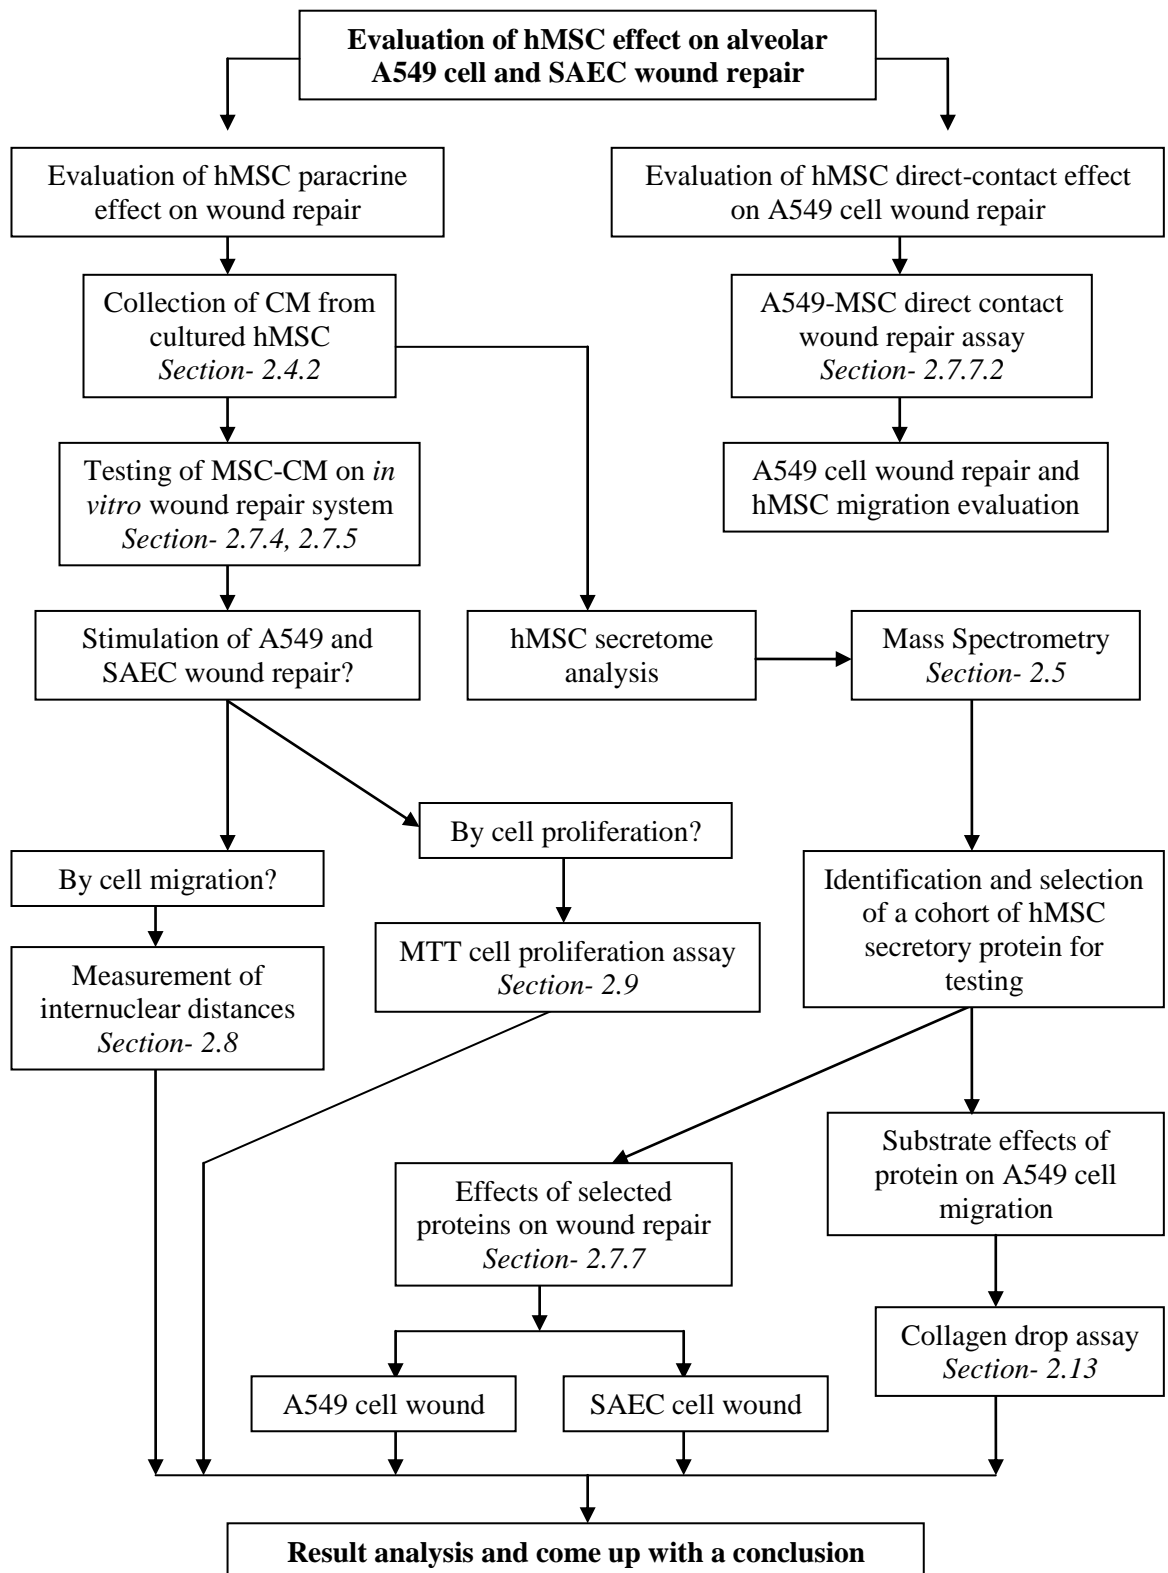 Evaluation of hMSC effect on alveolar
A549 cell and SAEC wound repair
Evaluation of hMSC paracrine
effect on wound repair
Evaluation of hMSC direct-contact effect
on A549 cell wound repair
Collection of CM from
cultured hMSC
Section- 2.4.2
A549-MSC direct contact
wound repair assay
Section- 2.7.7.2
Testing of MSC-CM on in
vitro wound repair system
Section- 2.7.4, 2.7.5
A549 cell wound repair and
hMSC migration evaluation
Stimulation of A549 and
SAEC wound repair?
hMSC secretome
analysis
Mass Spectrometry
Section- 2.5
By cell proliferation?
By cell migration?
Identification and selection
of a cohort of hMSC
secretory protein for
testing
MTT cell proliferation assay
Section- 2.9
Measurement of
internuclear distances
Section- 2.8
Substrate effects of
protein on A549 cell
migration
Effects of selected
proteins on wound repair
Section- 2.7.7
Collagen drop assay
Section- 2.13
A549 cell wound
SAEC cell wound
Result analysis and come up with a conclusion